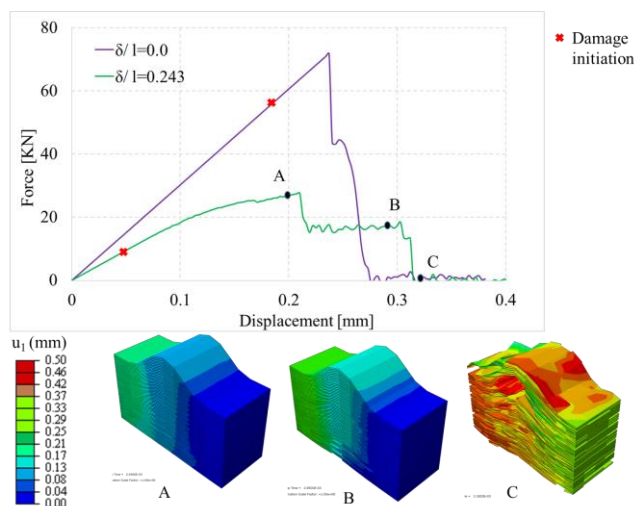 80
60
40
20
0
Force [KN]
δ/ l=0.0
δ/ l=0.243
A
B
C
0
0.1
0.2
0.3
0.4
Displacement [mm]
Damage
initiation
u₁ (mm)
0.50
0.46
0.42
0.37
0.33
0.29
0.25
0.21
0.17
0.13
0.08
0.04
0.00
A
B
C